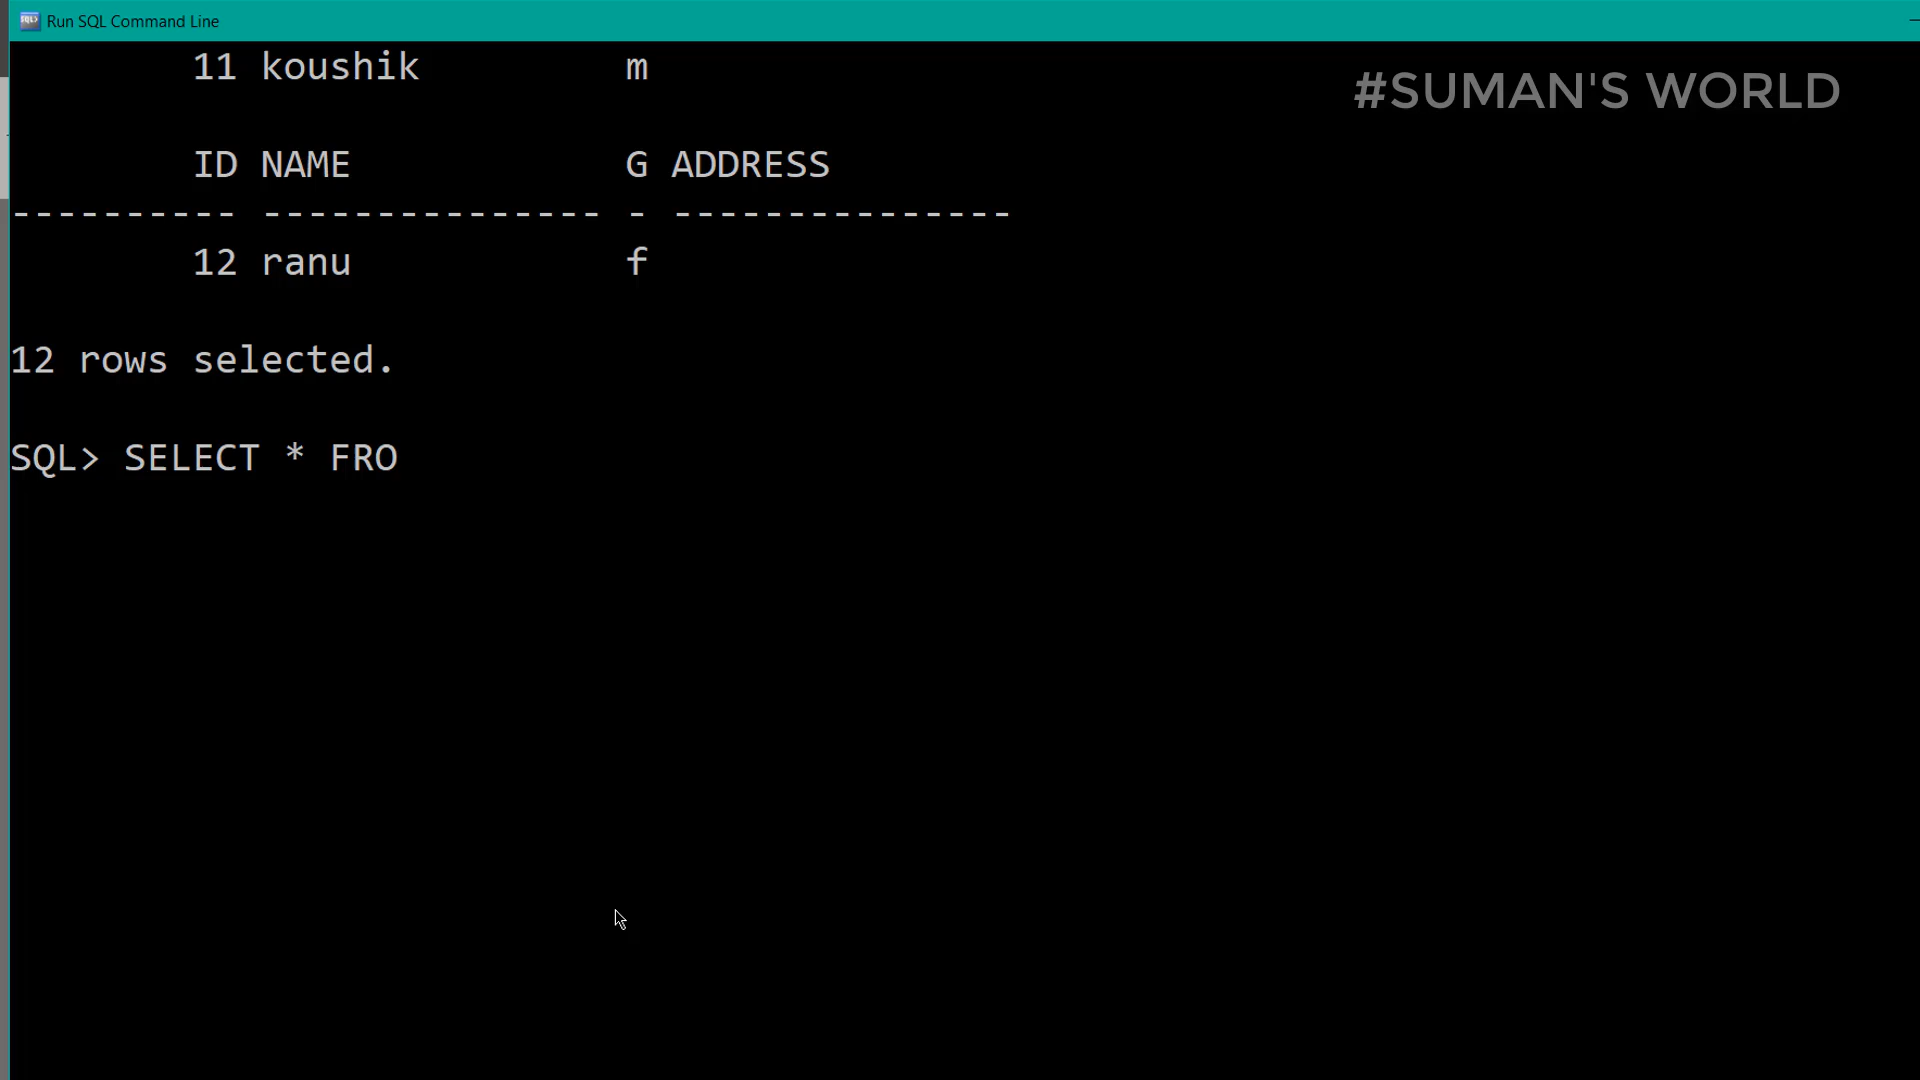 Run SQL Command Line
11 koushik m
#SUMAN'S WORLD
ID NAME G ADDRESS
---------- --------------- - ---------------
12 ranu f
12 rows selected.
SQL> SELECT * FRO